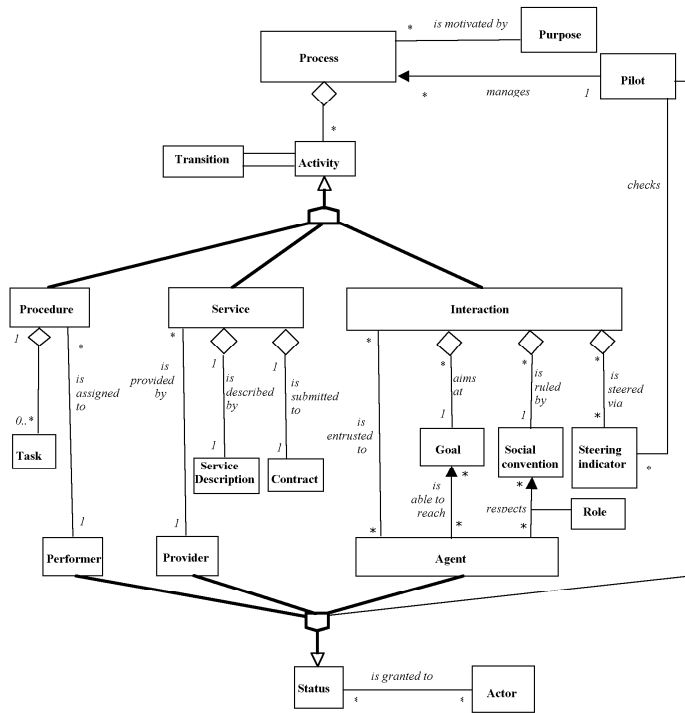 * is motivated by
Purpose
Process
Pilot
* manages 1
*
Transition
Activity
checks
Procedure
Service
Interaction
1
*
is
assigned
to
0..*
Task
1
*
is
provided
by
1
1
is
described
by
1
Service
Description
1
is
submitted
to
1
Contract
*
is
entrusted
to
*
*
aims
at
1
Goal
*
is
ruled
by
1
Social
convention
*
is
steered
via
*
Steering
indicator
*
*
is
able to
reach
*
*
respects
*
Role
Performer
Provider
Agent
Status
is granted to
* *
Actor